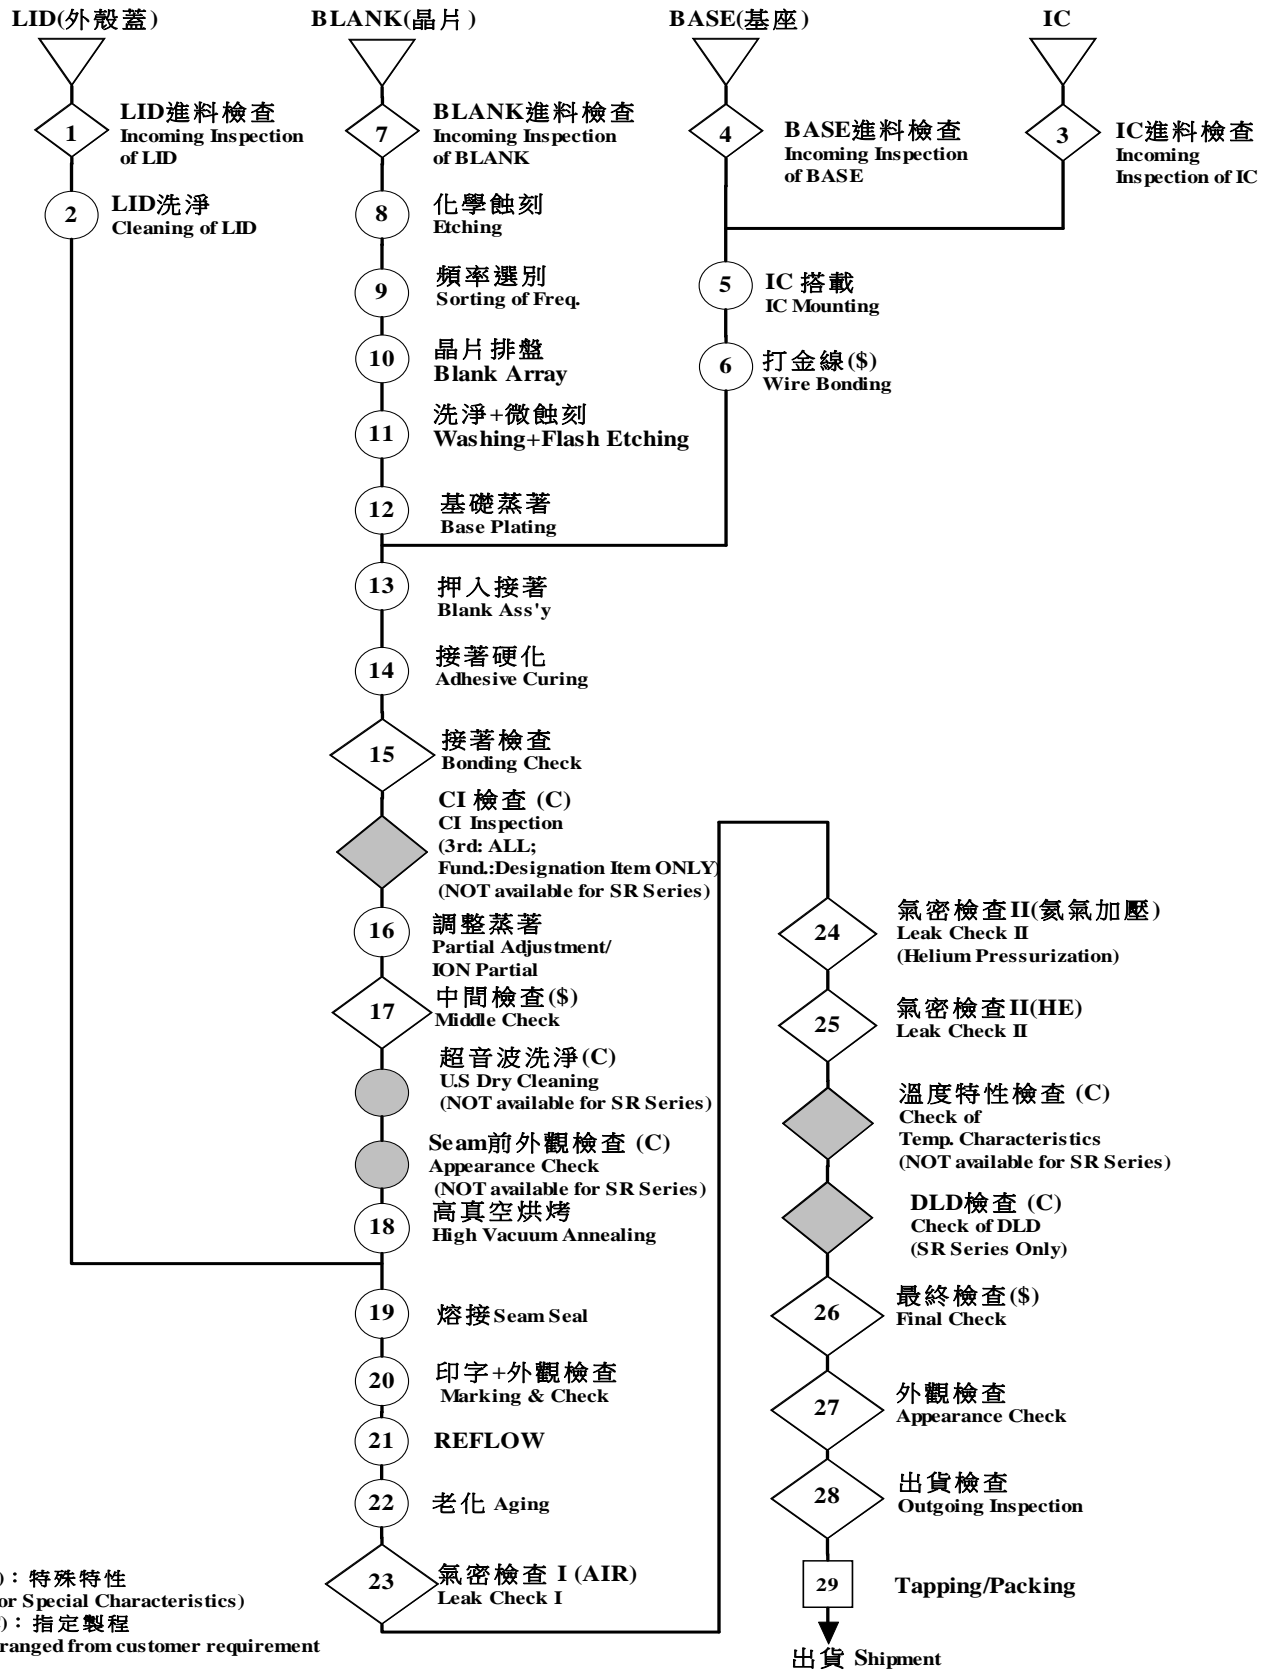 LID(外殼蓋)
BLANK(晶片)
BASE(基座)
IC
1
LID進料檢查
Incoming Inspection
of LID
7
BLANK進料檢查
Incoming Inspection
of BLANK
4
BASE進料檢查
Incoming Inspection
of BASE
3
IC進料檢查
Incoming
Inspection of IC
2
LID洗淨
Cleaning of LID
8
化學蝕刻
Etching
9
頻率選別
Sorting of Freq.
5
IC 搭載
IC Mounting
10
晶片排盤
Blank Array
6
打金線($)
Wire Bonding
11
洗淨+微蝕刻
Washing+Flash Etching
12
基礎蒸著
Base Plating
13
押入接著
Blank Ass'y
14
接著硬化
Adhesive Curing
15
接著檢查
Bonding Check
CI 檢查 (C)
CI Inspection
(3rd: ALL;
Fund.:Designation Item ONLY)
(NOT available for SR Series)
16
調整蒸著
Partial Adjustment/
ION Partial
17
中間檢查($)
Middle Check
超音波洗淨(C)
U.S Dry Cleaning
(NOT available for SR Series)
Seam前外觀檢查 (C)
Appearance Check
(NOT available for SR Series)
18
高真空烘烤
High Vacuum Annealing
19
熔接 Seam Seal
20
印字+外觀檢查
Marking & Check
21
REFLOW
22
老化 Aging
23
氣密檢查 I (AIR)
Leak Check I
24
氣密檢查II(氦氣加壓)
Leak Check II
(Helium Pressurization)
25
氣密檢查II(HE)
Leak Check II
溫度特性檢查 (C)
Check of
Temp. Characteristics
(NOT available for SR Series)
DLD檢查 (C)
Check of DLD
(SR Series Only)
26
最終檢查($)
Final Check
27
外觀檢查
Appearance Check
28
出貨檢查
Outgoing Inspection
29
Tapping/Packing
出貨 Shipment
)：特殊特性
or Special Characteristics)
)：指定製程
ranged from customer requirement